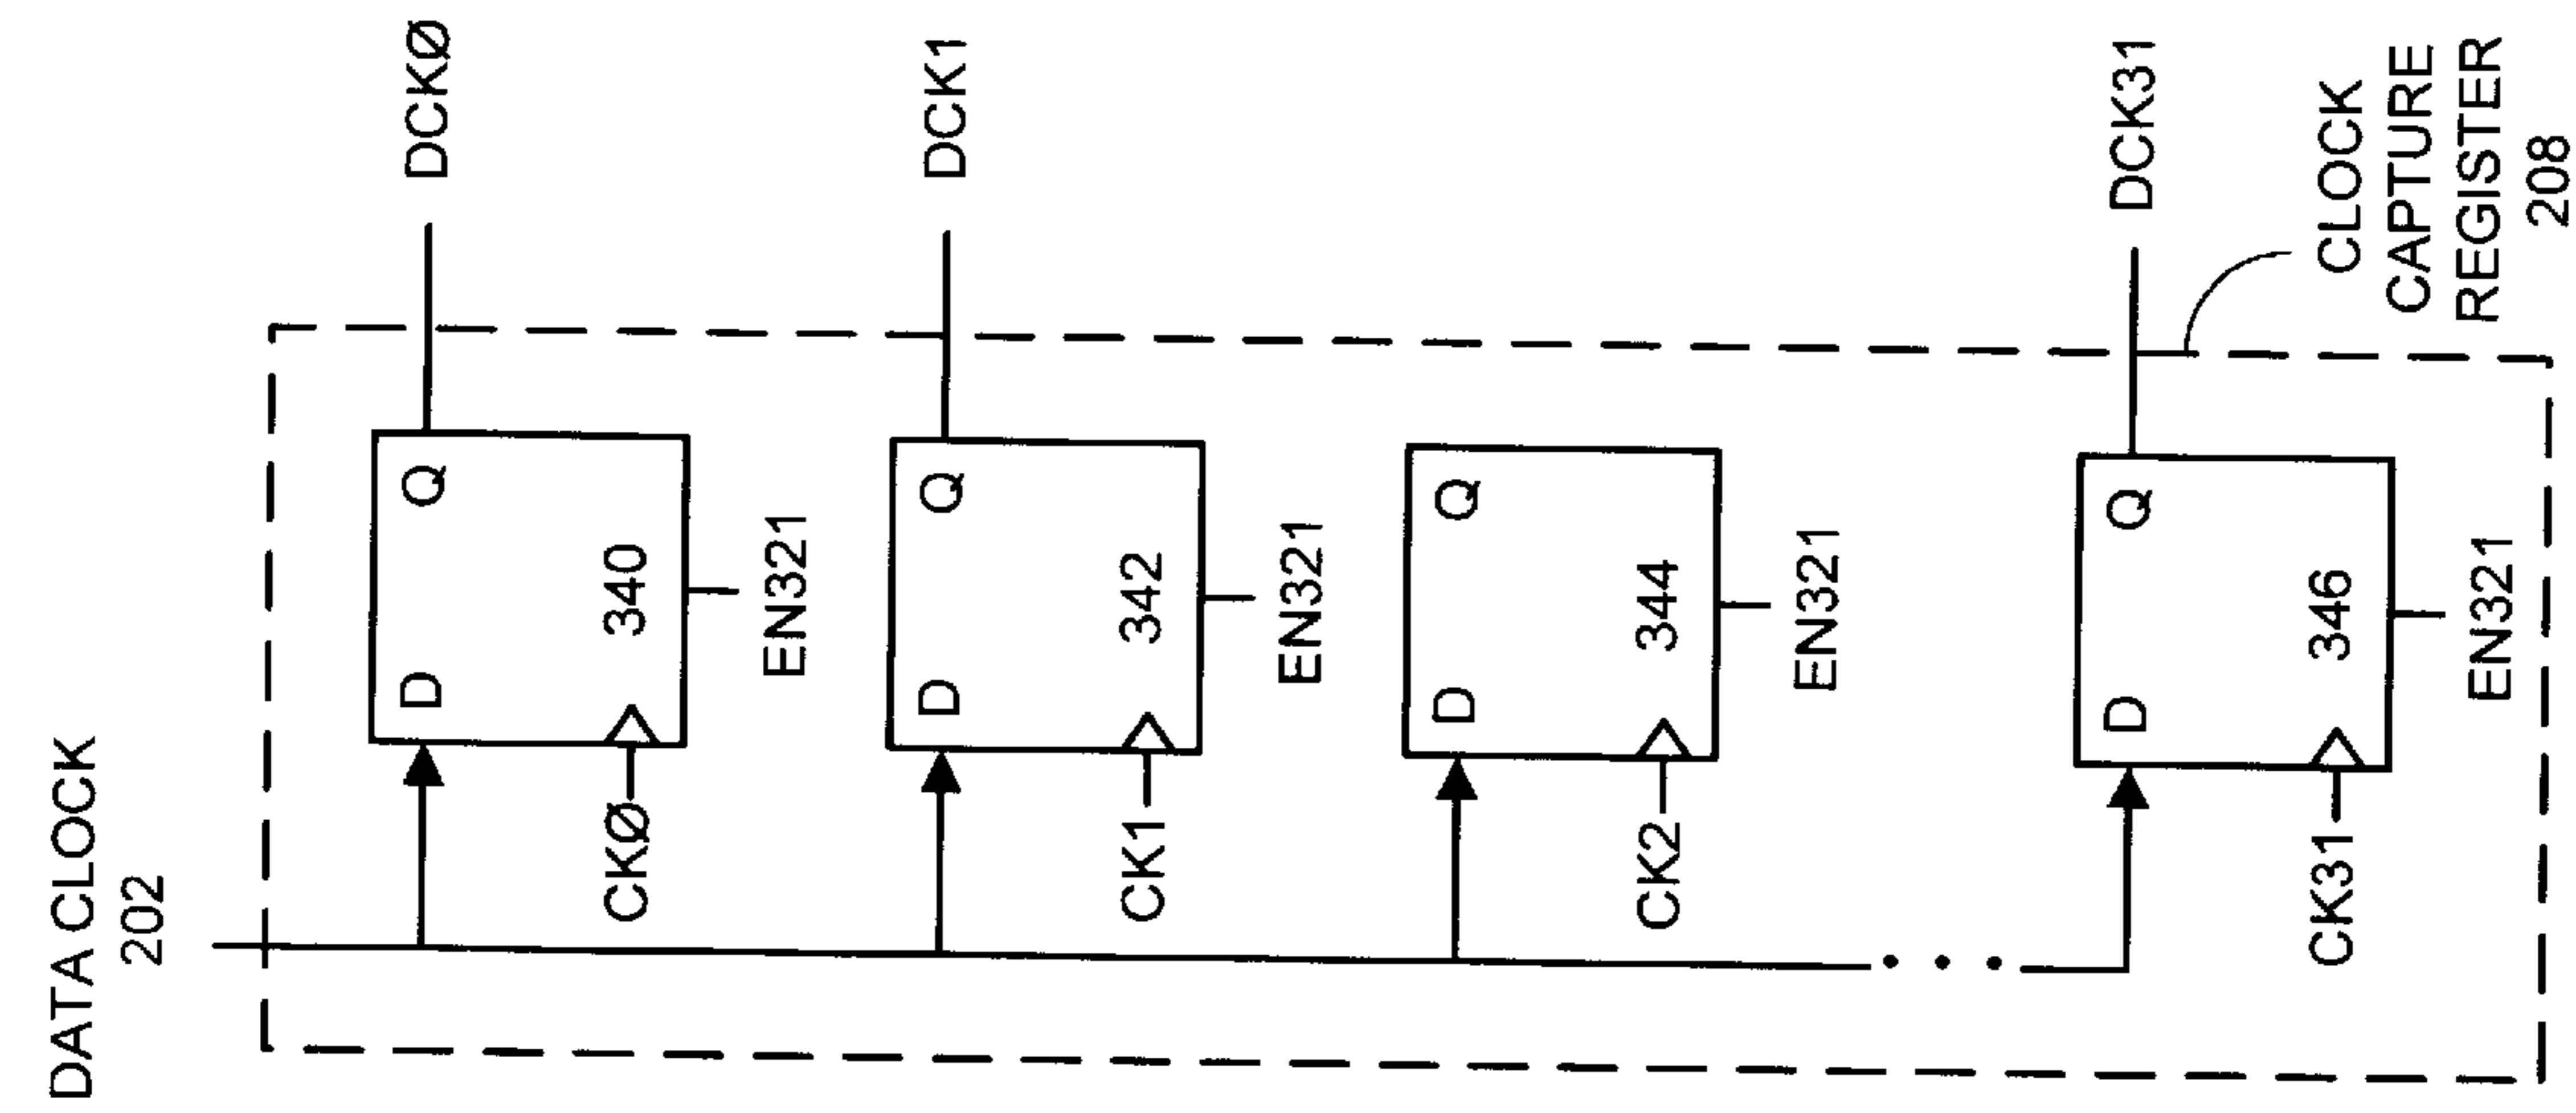 DATA CLOCK
202
D
Q
DCKØ
CKØ
340
EN321
D
Q
DCK1
CK1
342
EN321
D
Q
CK2
344
EN321
D
Q
DCK31
CK31
346
EN321
CLOCK
CAPTURE
REGISTER
208